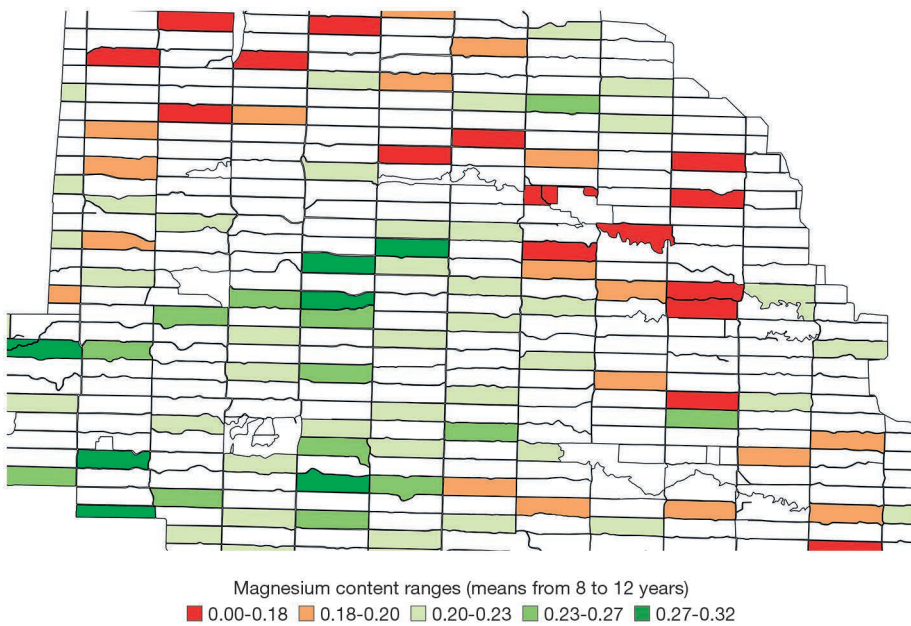 Magnesium content ranges (means from 8 to 12 years)
0.00-0.18 0.18-0.20 0.20-0.23 0.23-0.27 0.27-0.32